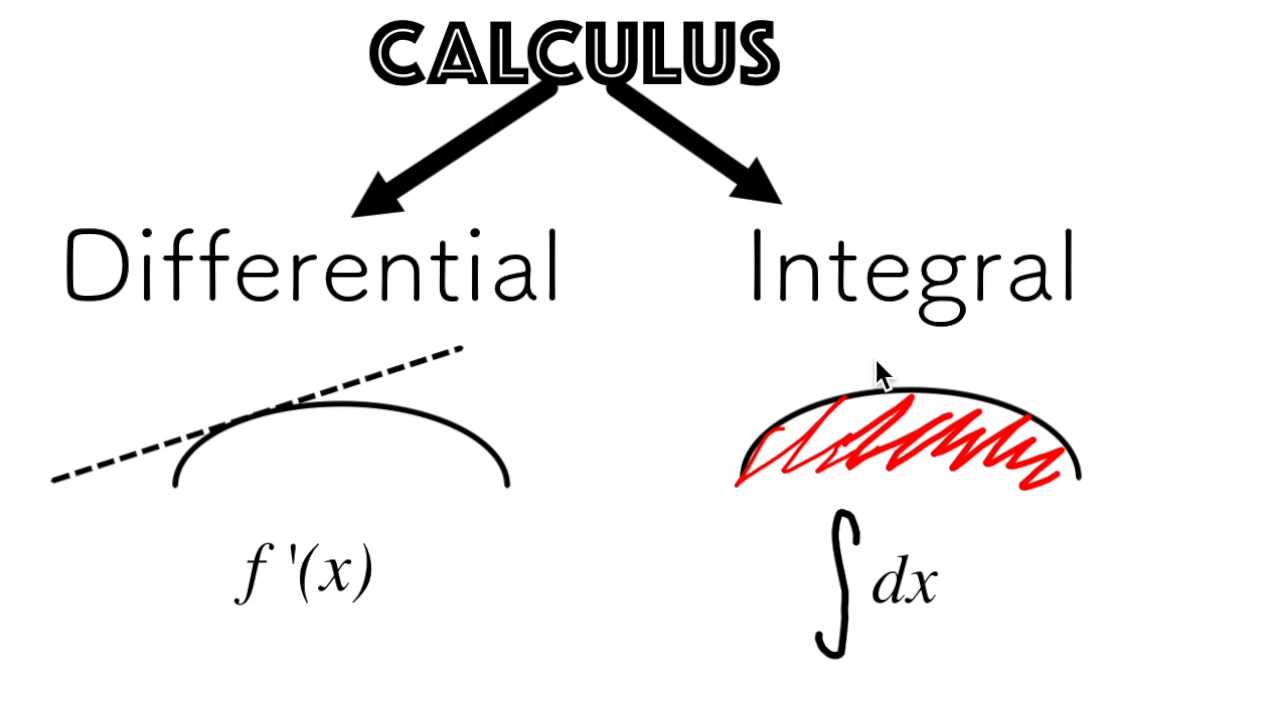 CALCULUS
Differential
Integral
f '(x)
∫ dx